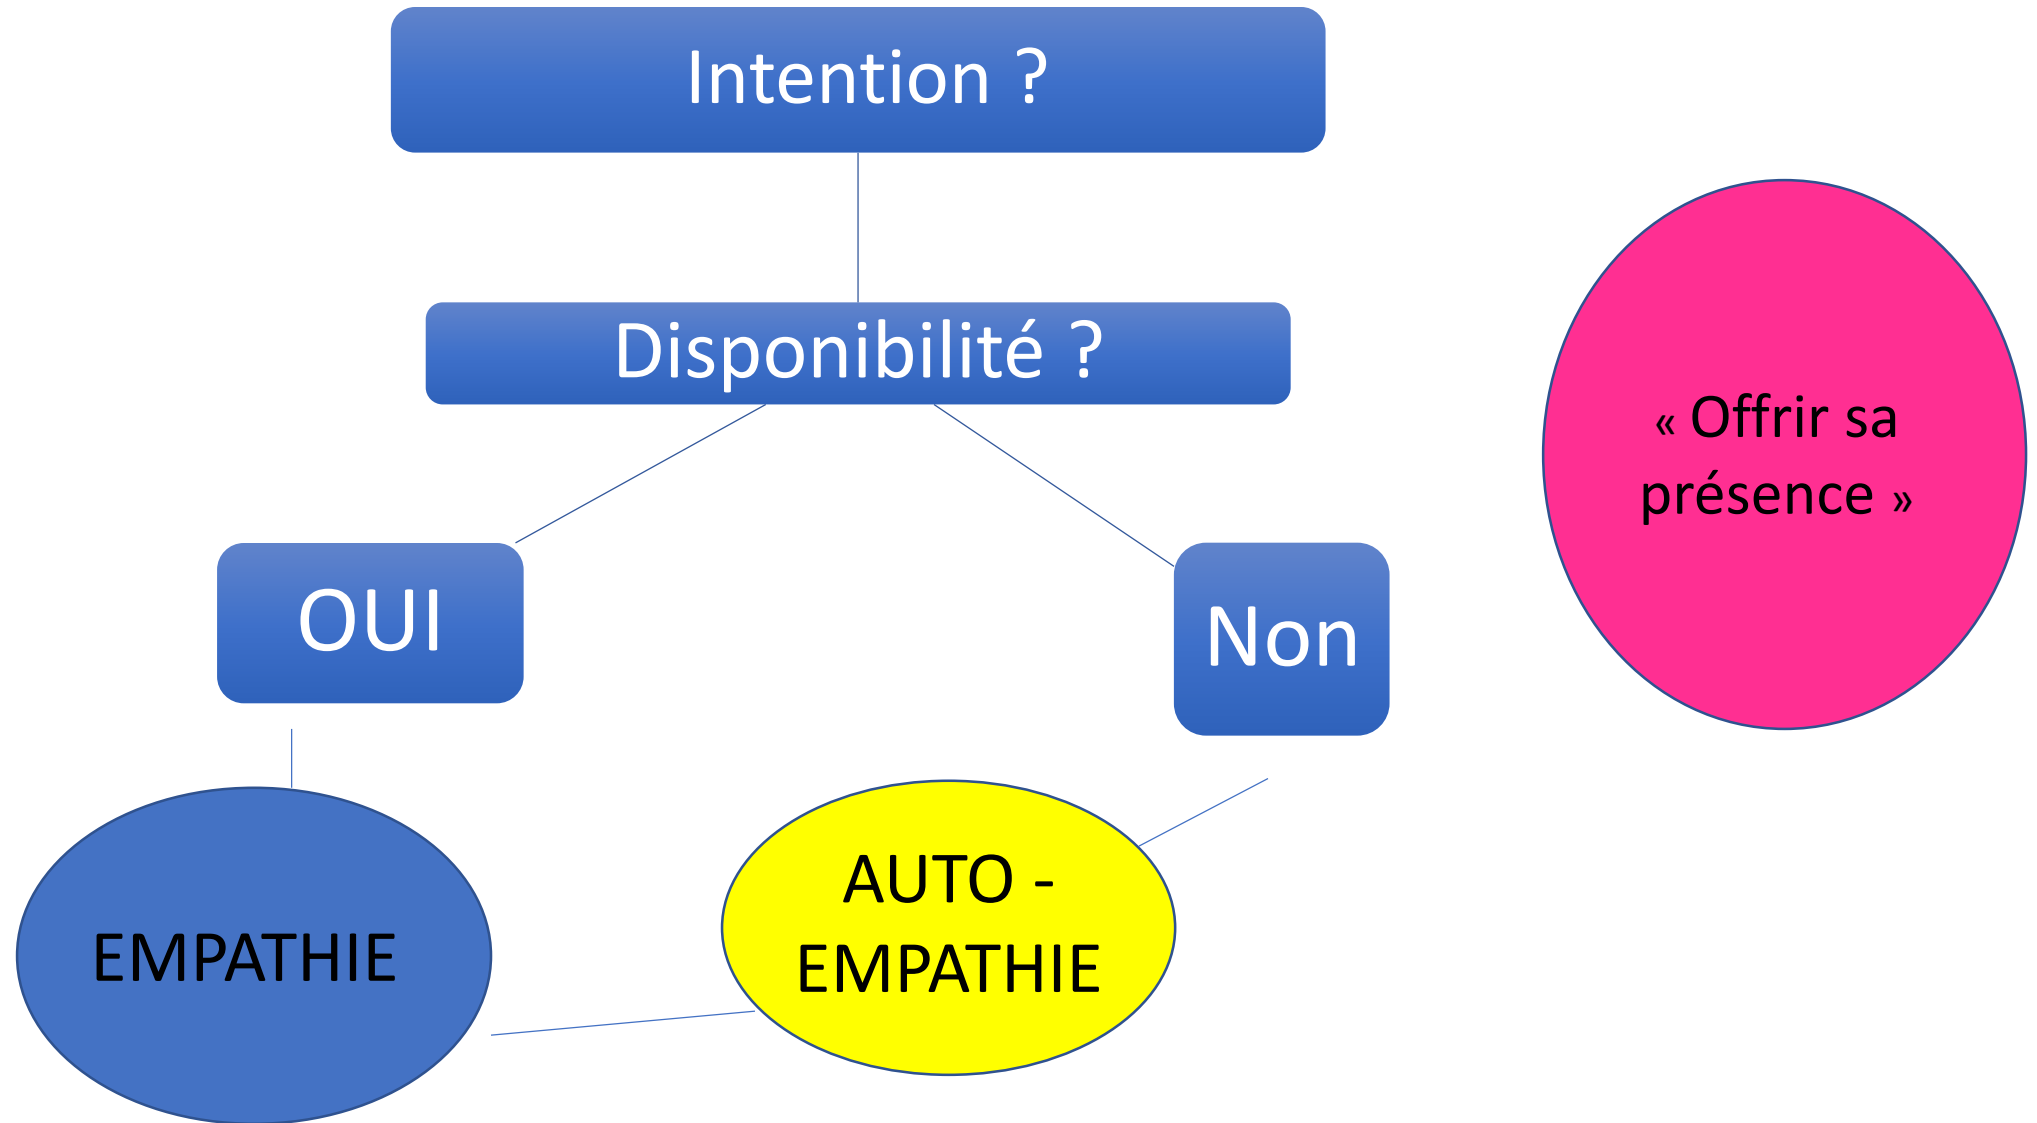 Intention ?
Disponibilité ?
« Offrir sa
présence »
OUI
Non
EMPATHIE
AUTO -
EMPATHIE